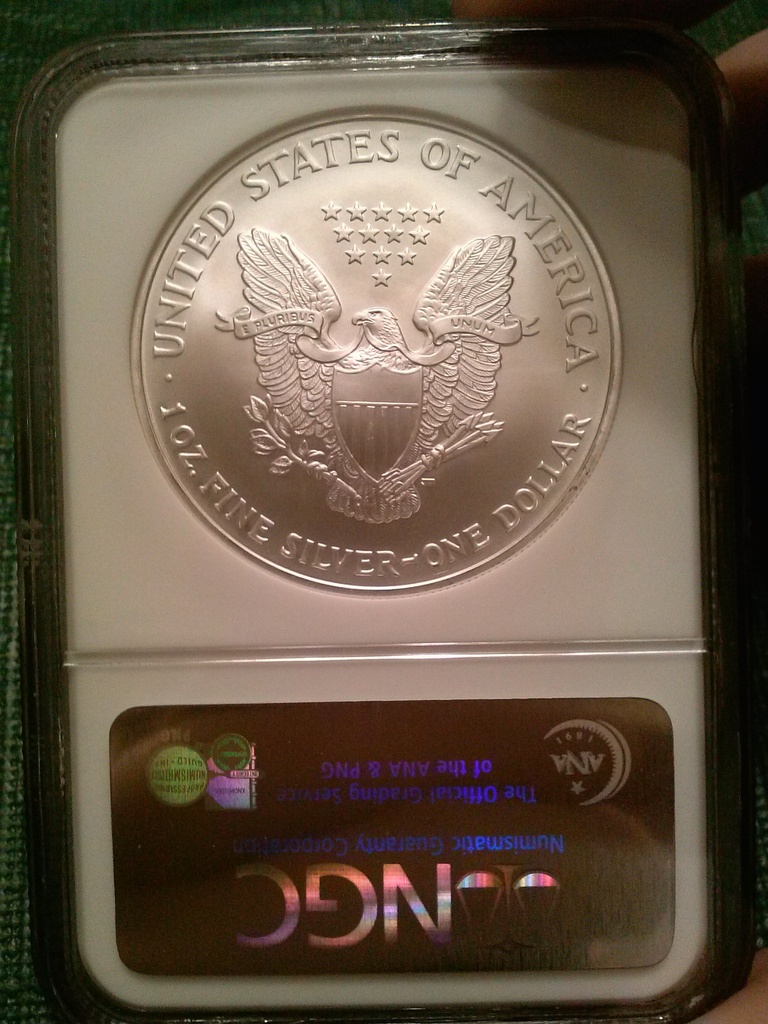 UNITED STATES OF AMERICA
E PLURIBUS UNUM
1 OZ. FINE SILVER~ONE DOLLAR
NGC
Numismatic Guaranty Corporation
The Official Grading Service
of the ANA & PNG
1891
ANA